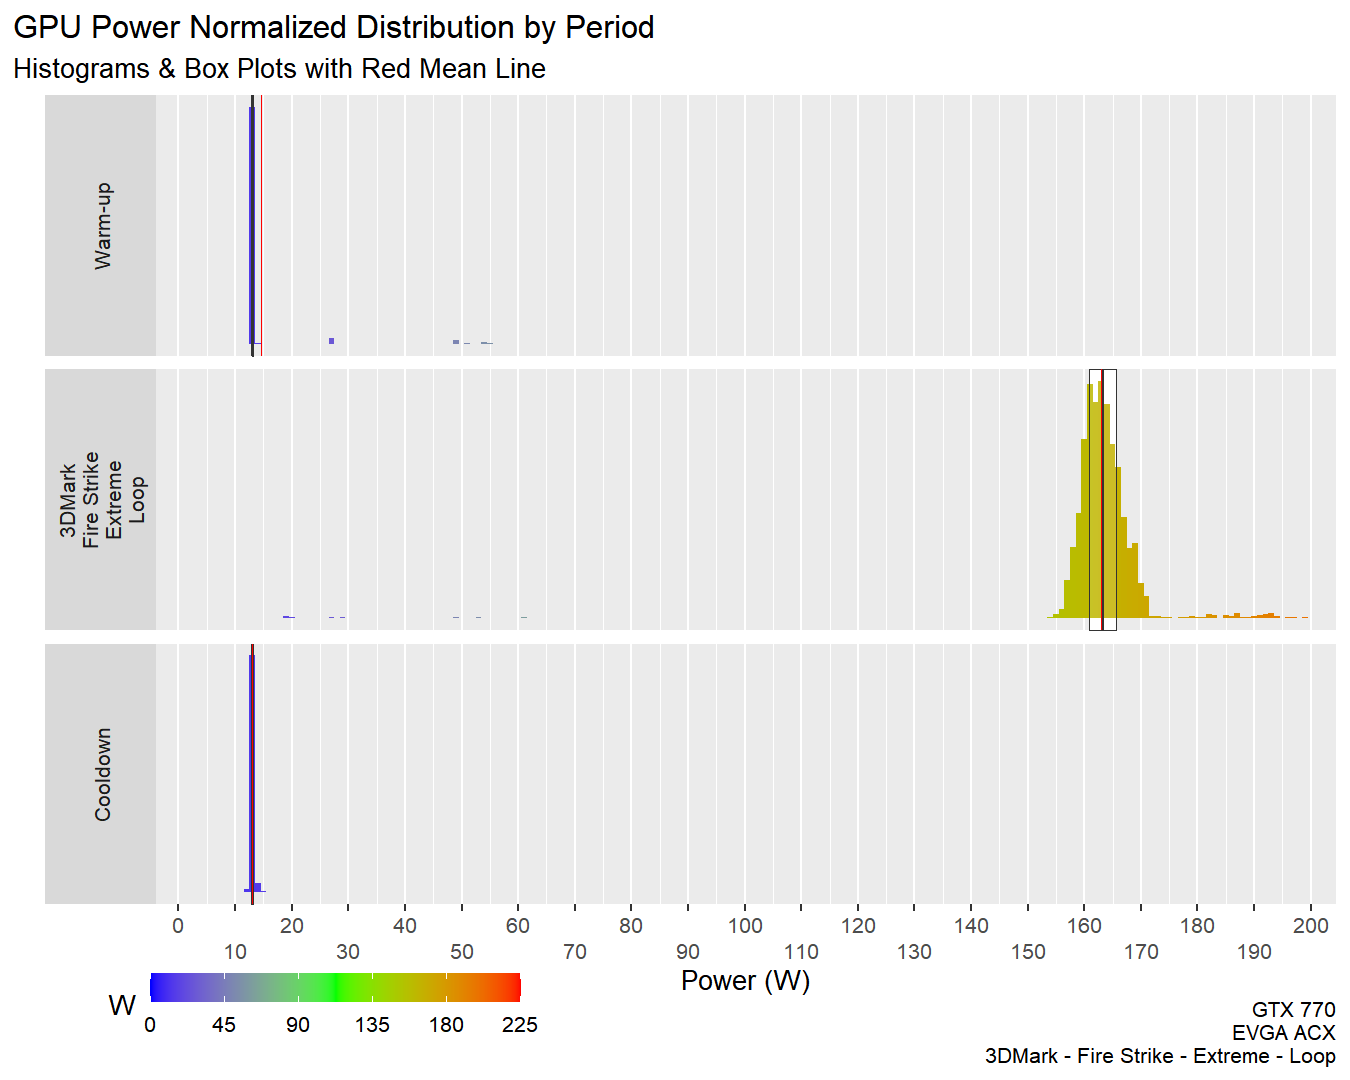 GPU Power Normalized Distribution by Period
Histograms & Box Plots with Red Mean Line
Warm-up
3DMark
Fire Strike
Extreme
Loop
Cooldown
0 20 40 60 80 100 120 140 160 180 200
10 30 50 70 90 110 130 150 170 190
Power (W)
W
0 45 90 135 180 225
GTX 770
EVGA ACX
3DMark - Fire Strike - Extreme - Loop